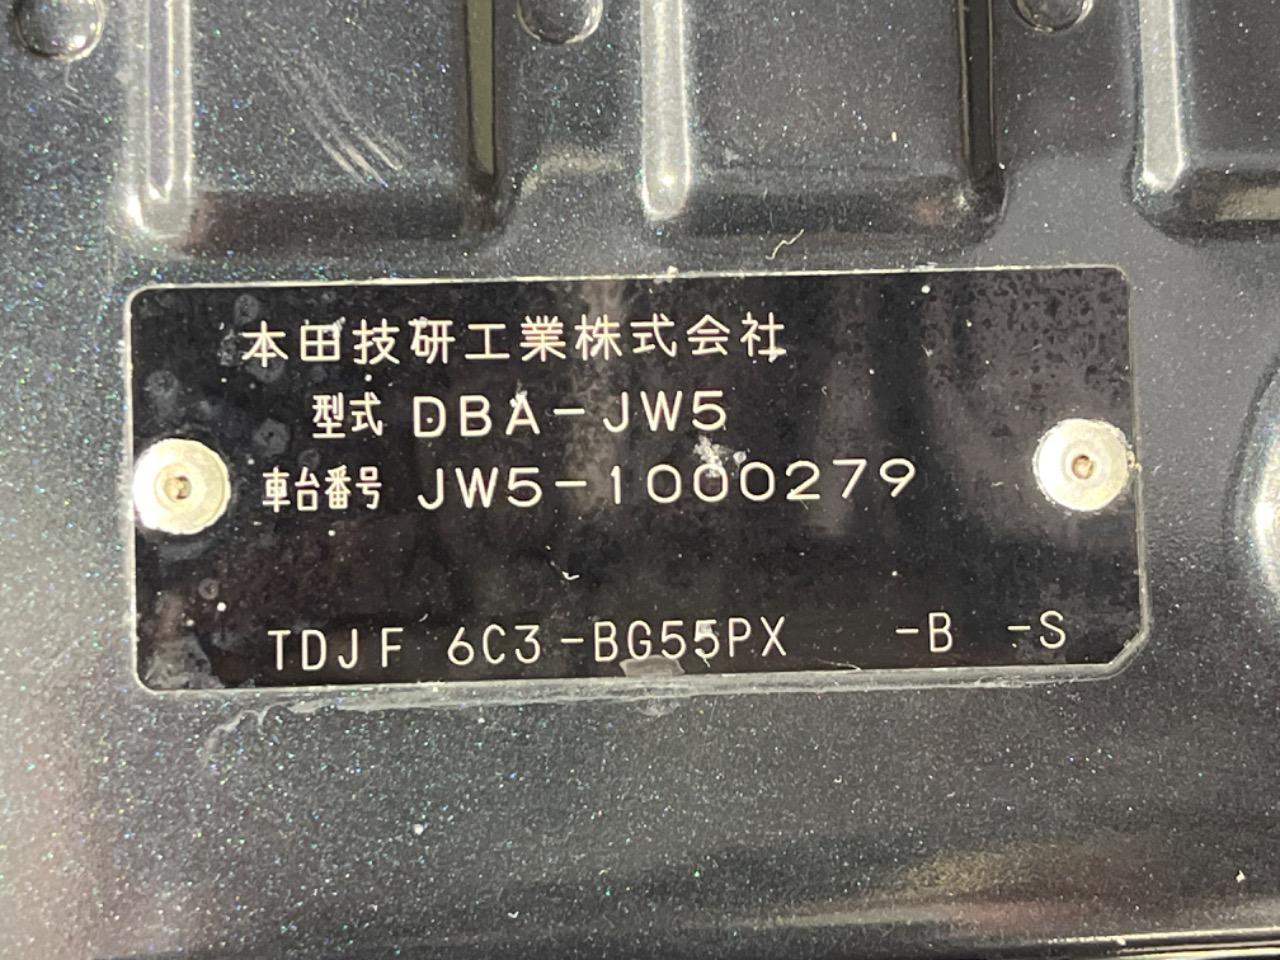 本田技研工業株式会社
型式 DBA-JW5
車台番号 JW5-1000279
TDJF 6C3-BG55PX -B -S